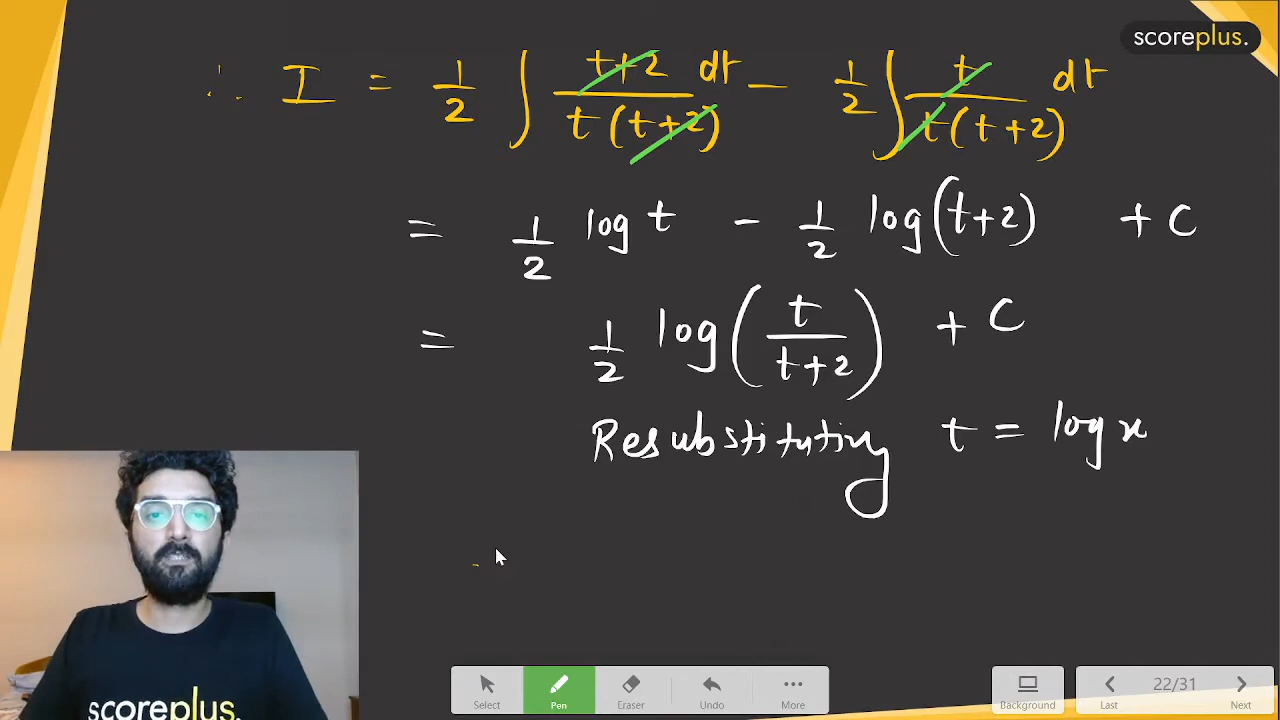 scoreplus.
∴ I = 1/2 ∫ t+2/t(t+2) dt - 1/2 ∫ t/t(t+2) dt
= 1/2 log t - 1/2 log(t+2) + C
= 1/2 log(t/t+2) + C
Resubstituting t = log x
scoreplus.
Select Pen Eraser Undo More Background Last 22/31 Next